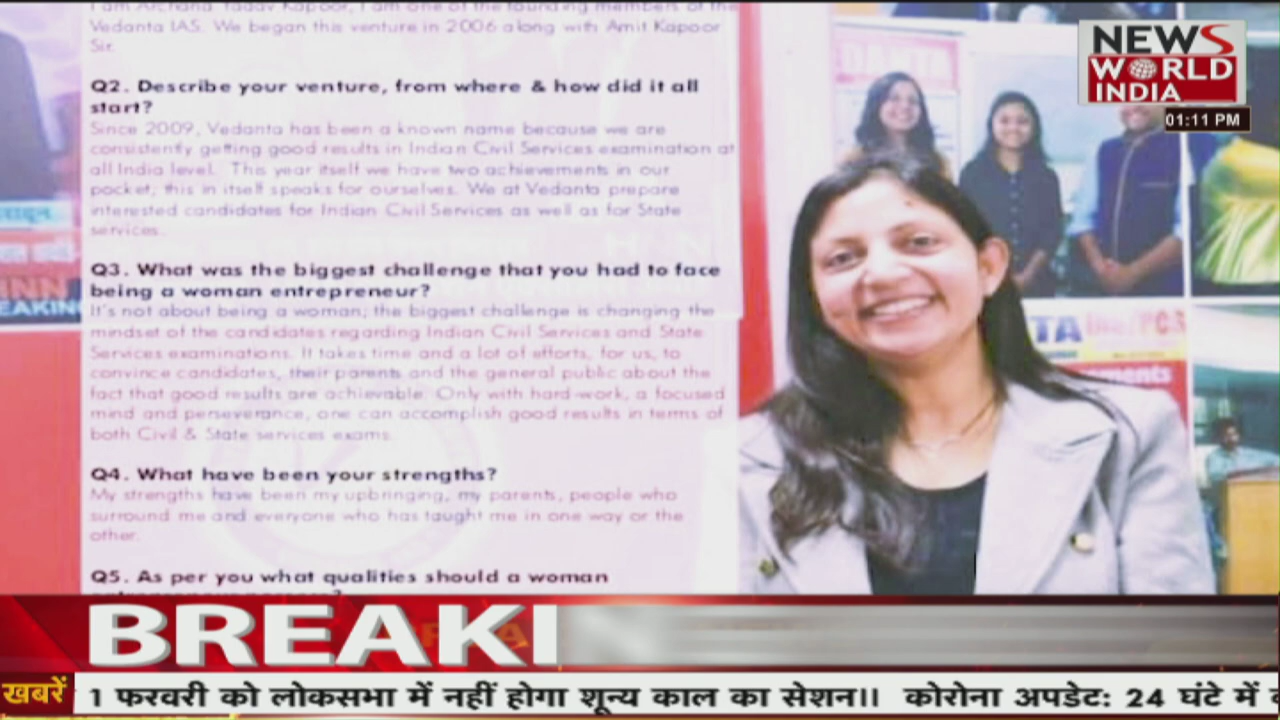 I am Archana Yadav Kapoor, I am one of the founding members of the
Vedanta IAS. We began this venture in 2006 along with Amit Kapoor
Sir.
Q2. Describe your venture, from where & how did it all
start?
Since 2009, Vedanta has been a known name because we are
consistently getting good results in Indian Civil Services examination at
all India level. This year itself we have two achievements in our
pocket; this in itself speaks for ourselves. We at Vedanta prepare
interested candidates for Indian Civil Services as well as for State
services.
Q3. What was the biggest challenge that you had to face
being a woman entrepreneur?
It's not about being a woman; the biggest challenge is changing the
mindset of the candidates regarding Indian Civil Services and State
Services examinations. It takes time and a lot of efforts, for us, to
convince candidates, their parents and the general public about the
fact that good results are achievable. Only with hard-work, a focused
mind and perseverance, one can accomplish good results in terms of
both Civil & State services exams.
Q4. What have been your strengths?
My strengths have been my upbringing, my parents, people who
surround me and everyone who has taught me in one way or the
other.
Q5. As per you what qualities should a woman
NEWS
WORLD
INDIA
01:11 PM
HNN
EAKING
TA
BREAKI
खबरें
1 फरवरी को लोकसभा में नहीं होगा शून्य काल का सेशन।। कोरोना अपडेट: 24 घंटे में